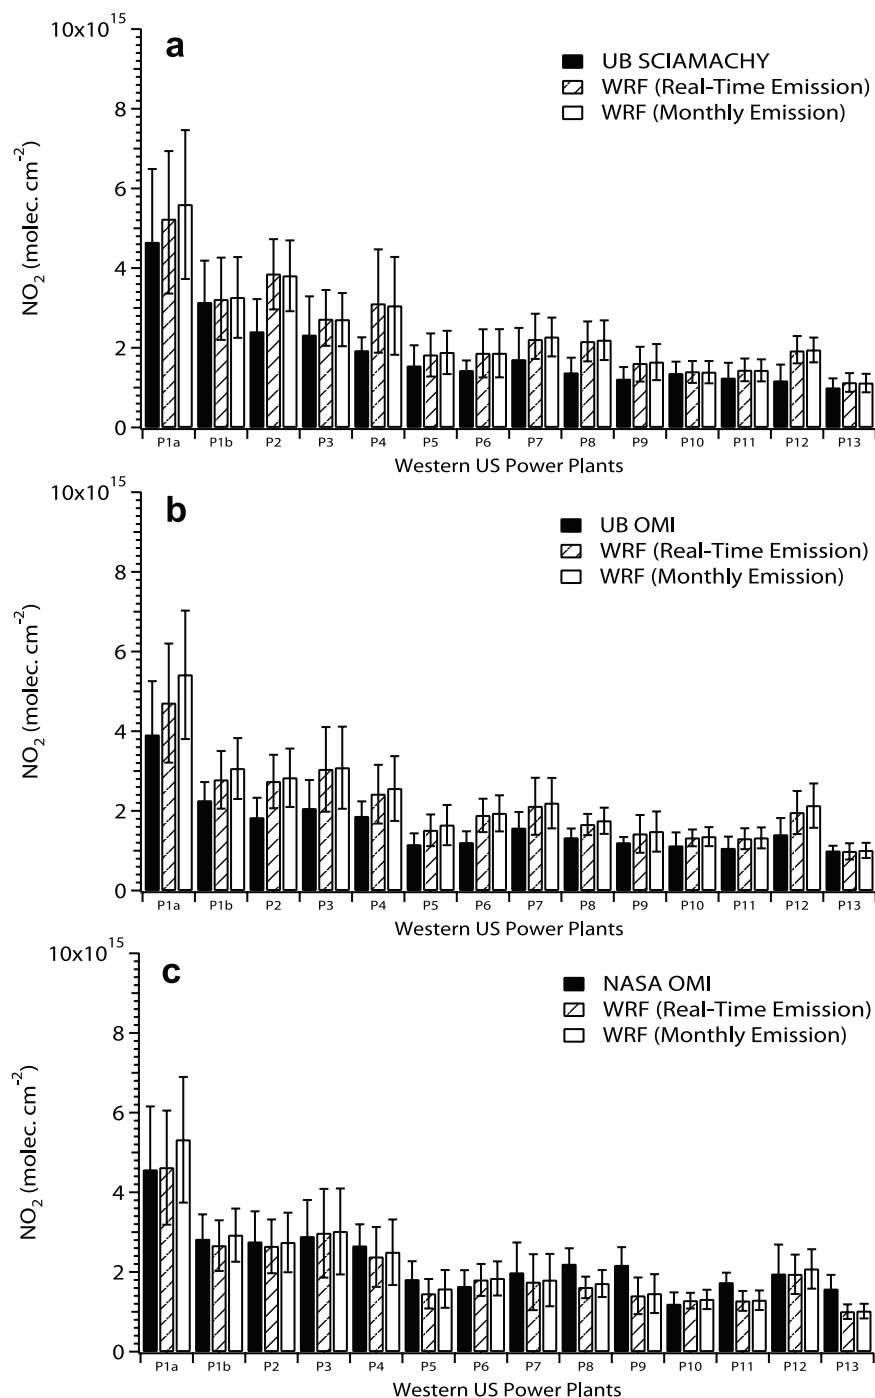 a
10x10^15
8
6
4
2
0
NO2 (molec. cm^-2)
UB SCIAMACHY
WRF (Real-Time Emission)
WRF (Monthly Emission)
P1a P1b P2 P3 P4 P5 P6 P7 P8 P9 P10 P11 P12 P13
Western US Power Plants
b
10x10^15
8
6
4
2
0
NO2 (molec. cm^-2)
UB OMI
WRF (Real-Time Emission)
WRF (Monthly Emission)
P1a P1b P2 P3 P4 P5 P6 P7 P8 P9 P10 P11 P12 P13
Western US Power Plants
c
10x10^15
8
6
4
2
0
NO2 (molec. cm^-2)
NASA OMI
WRF (Real-Time Emission)
WRF (Monthly Emission)
P1a P1b P2 P3 P4 P5 P6 P7 P8 P9 P10 P11 P12 P13
Western US Power Plants